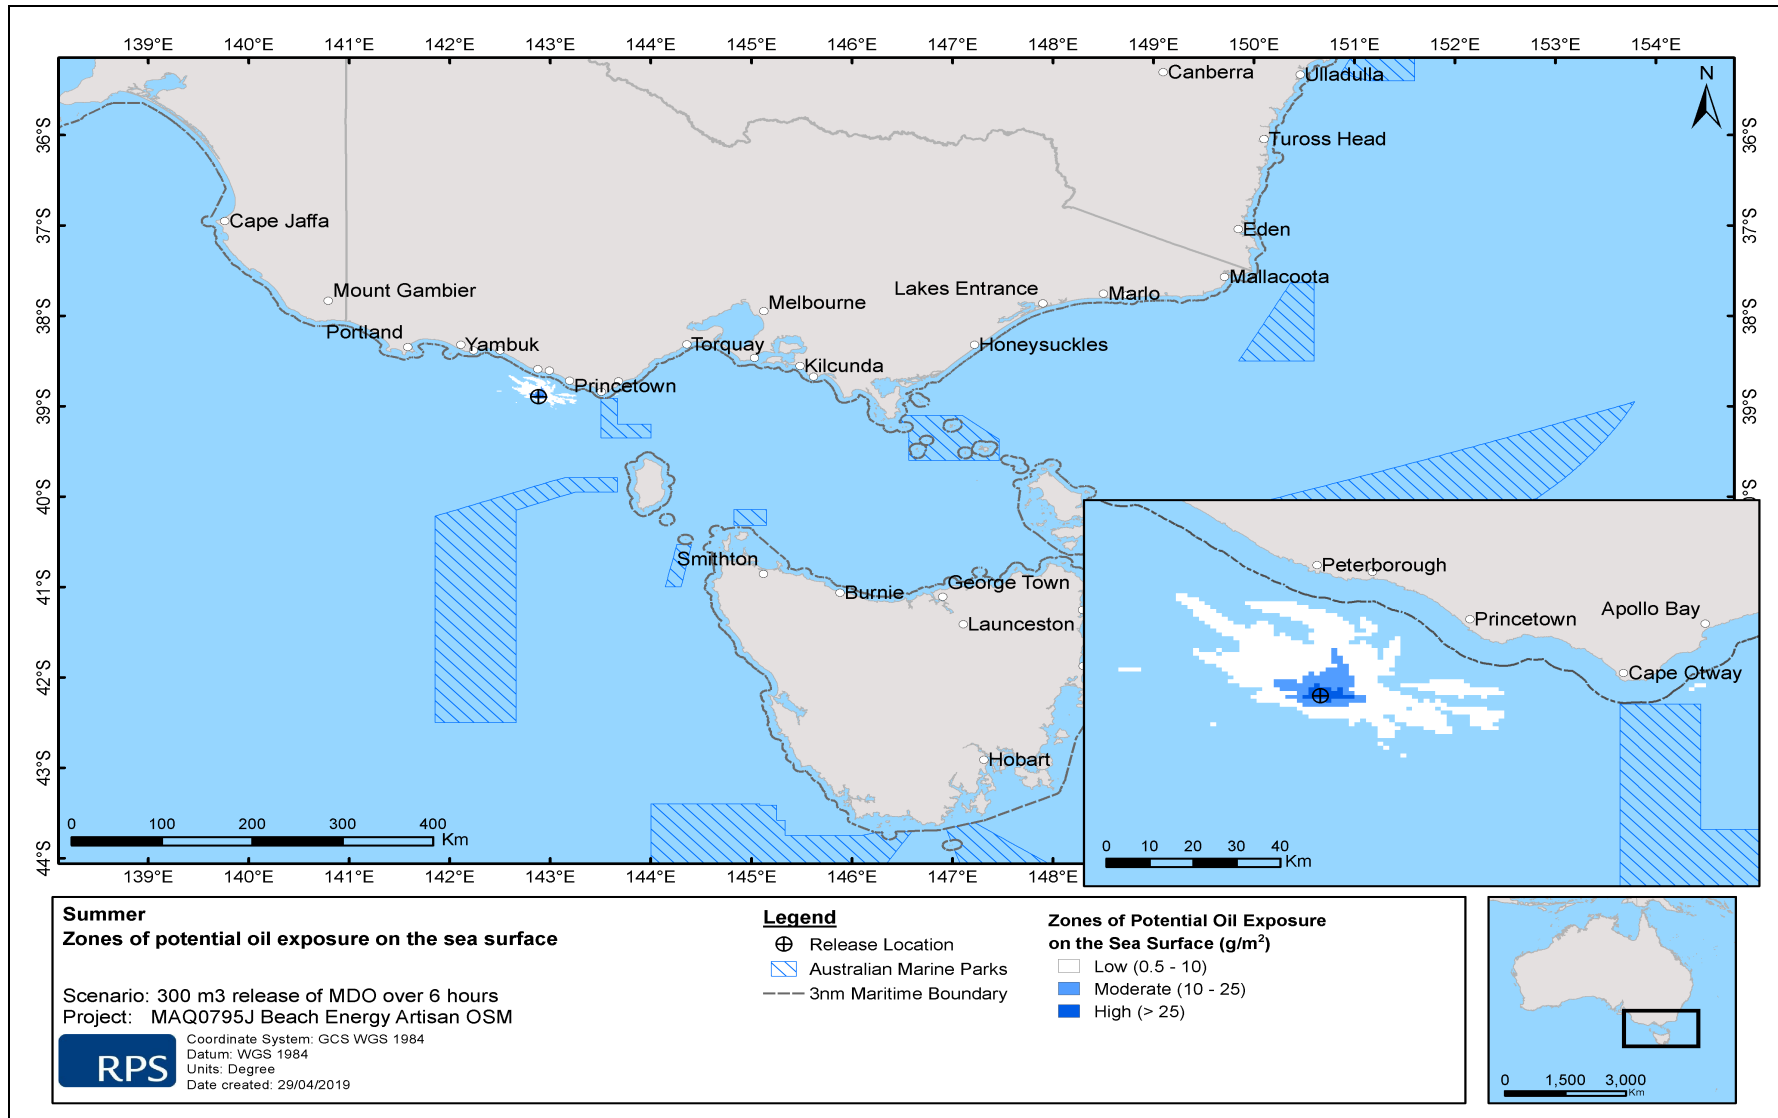 139°E 140°E 141°E 142°E 143°E 144°E 145°E 146°E 147°E 148°E 149°E 150°E 151°E 152°E 153°E 154°E
N
Canberra
Ulladulla
36°S
36°S
Tuross Head
Cape Jaffa
37°S
37°S
Eden
Mallacoota
Mount Gambier
Lakes Entrance
Marlo
Melbourne
38°S
38°S
Portland
Yambuk
Torquay
Honeysuckles
Kilcunda
Princetown
39°S
39°S
40°S
Smithton
41°S
Burnie
George Town
Launceston
42°S
43°S
Hobart
44°S
0 100 200 300 400
Km
139°E 140°E 141°E 142°E 143°E 144°E 145°E 146°E 147°E 148°E
Peterborough
Princetown
Apollo Bay
Cape Otway
0 10 20 30 40
Km
Summer
Zones of potential oil exposure on the sea surface
Scenario: 300 m3 release of MDO over 6 hours
Project: MAQ0795J Beach Energy Artisan OSM
RPS
Coordinate System: GCS WGS 1984
Datum: WGS 1984
Units: Degree
Date created: 29/04/2019
Legend
Release Location
Australian Marine Parks
3nm Maritime Boundary
Zones of Potential Oil Exposure
on the Sea Surface (g/m²)
Low (0.5 - 10)
Moderate (10 - 25)
High (> 25)
0 1,500 3,000
Km